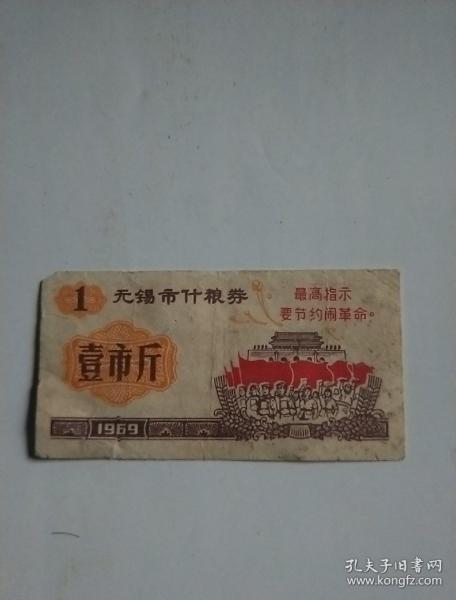 1
无锡市什粮券
最高指示
要节约闹革命。
壹市斤
1969
孔夫子旧书网
www.kongfz.com